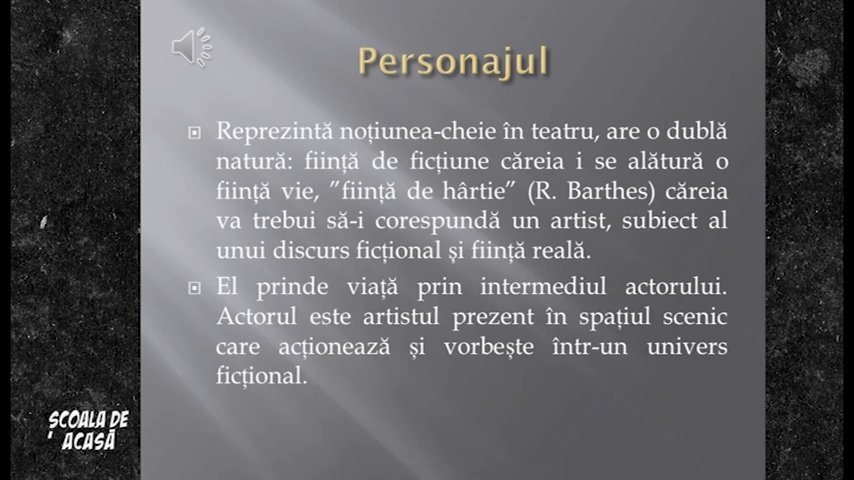 Personajul
Reprezintă noțiunea-cheie în teatru, are o dublă
natură: ființă de ficțiune căreia i se alătură o
ființă vie, ”ființă de hârtie” (R. Barthes) căreia
va trebui să-i corespundă un artist, subiect al
unui discurs ficțional și ființă reală.
El prinde viață prin intermediul actorului.
Actorul este artistul prezent în spațiul scenic
care acționează și vorbește într-un univers
ficțional.
ȘCOALA DE
ACASĂ